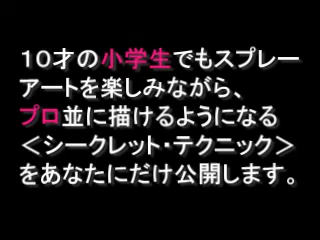 １０才の小学生でもスプレー
アートを楽しみながら、
プロ並に描けるようになる
＜シークレット・テクニック＞
をあなたにだけ公開します。